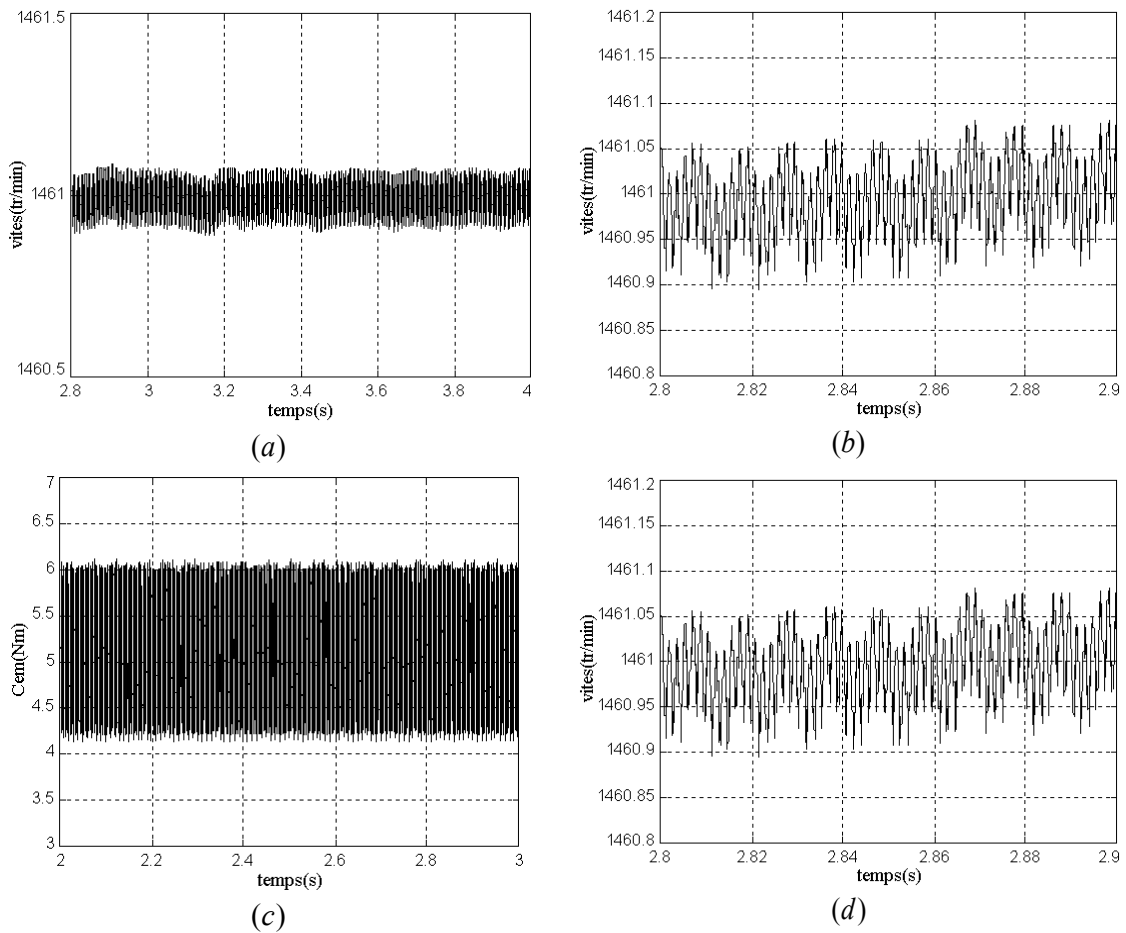 1461.5
1461
1460.5
vites(tr/min)
2.8 3 3.2 3.4 3.6 3.8 4
temps(s)
(a)
1461.2
1461.15
1461.1
1461.05
1461
1460.95
1460.9
1460.85
1460.8
vites(tr/min)
2.8 2.82 2.84 2.86 2.88 2.9
temps(s)
(b)
7
6.5
6
5.5
5
4.5
4
3.5
3
Cem(Nm)
2 2.2 2.4 2.6 2.8 3
temps(s)
(c)
1461.2
1461.15
1461.1
1461.05
1461
1460.95
1460.9
1460.85
1460.8
vites(tr/min)
2.8 2.82 2.84 2.86 2.88 2.9
temps(s)
(d)